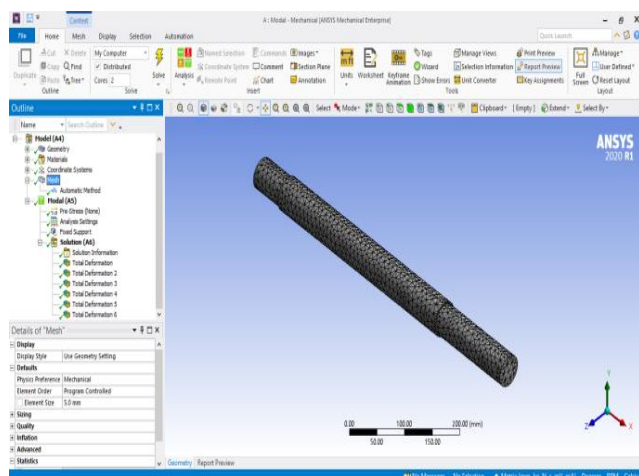 Context
A : Modal - Mechanical [ANSYS Mechanical Enterprise]
File Home Mesh Display Selection Automation
Quick Launch
Duplicate Cut Copy Paste Delete Find Tree
My Computer
Distributed
Cores 2
Solve
Analysis
Named Selection
Coordinate System
Remote Point
Commands
Comment
Chart
Images
Section Plane
Annotation
Units Worksheet Keyframe Animation
Tags
Wizard
Show Errors
Manage Views
Selection Information
Unit Converter
Print Preview
Report Preview
Key Assignments
Full Screen
Manage
User Defined
Reset Layout
Outline Solve Insert Tools Layout
Outline
Select Mode Clipboard [Empty] Extend Select By
Name Search Outline
Model (A4)
Geometry
Materials
Coordinate Systems
Mesh
Automatic Method
Modal (A5)
Pre-Stress (None)
Analysis Settings
Fixed Support
Solution (A6)
Solution Information
Total Deformation
Total Deformation 2
Total Deformation 3
Total Deformation 4
Total Deformation 5
Total Deformation 6
ANSYS
2020 R1
Details of "Mesh"
Display
Display Style Use Geometry Setting
Defaults
Physics Preference Mechanical
Element Order Program Controlled
Element Size 5.0 mm
Sizing
Quality
Inflation
Advanced
Statistics
0.00 100.00 200.00 (mm)
50.00 150.00
Y
Z X
Geometry Report Preview